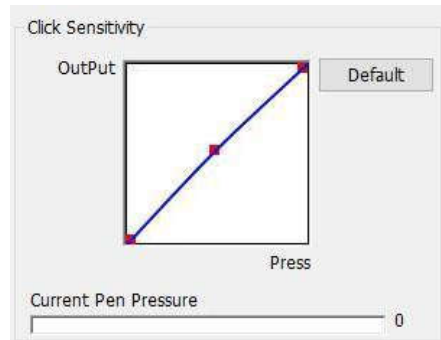 Click Sensitivity
OutPut
Default
Press
Current Pen Pressure
0